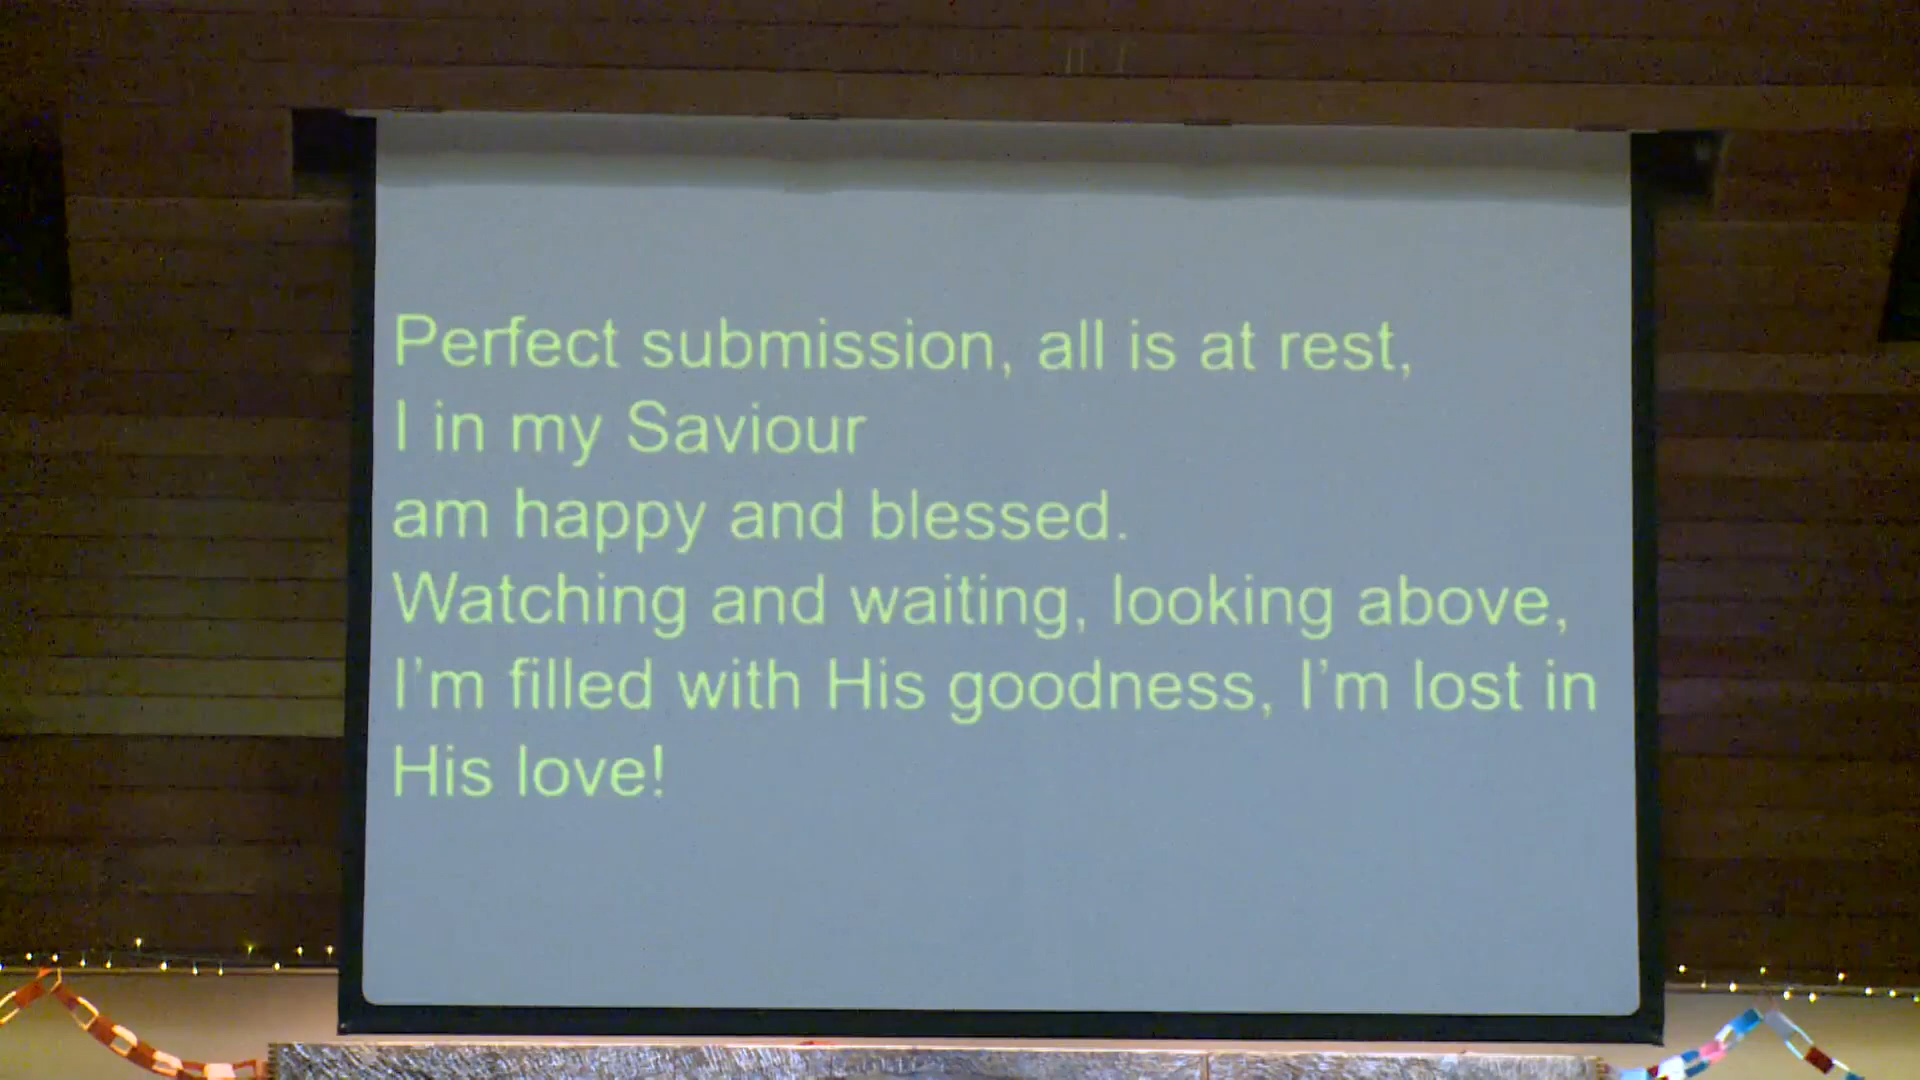 Perfect submission, all is at rest,
I in my Saviour
am happy and blessed.
Watching and waiting, looking above,
I'm filled with His goodness, I'm lost in
His love!